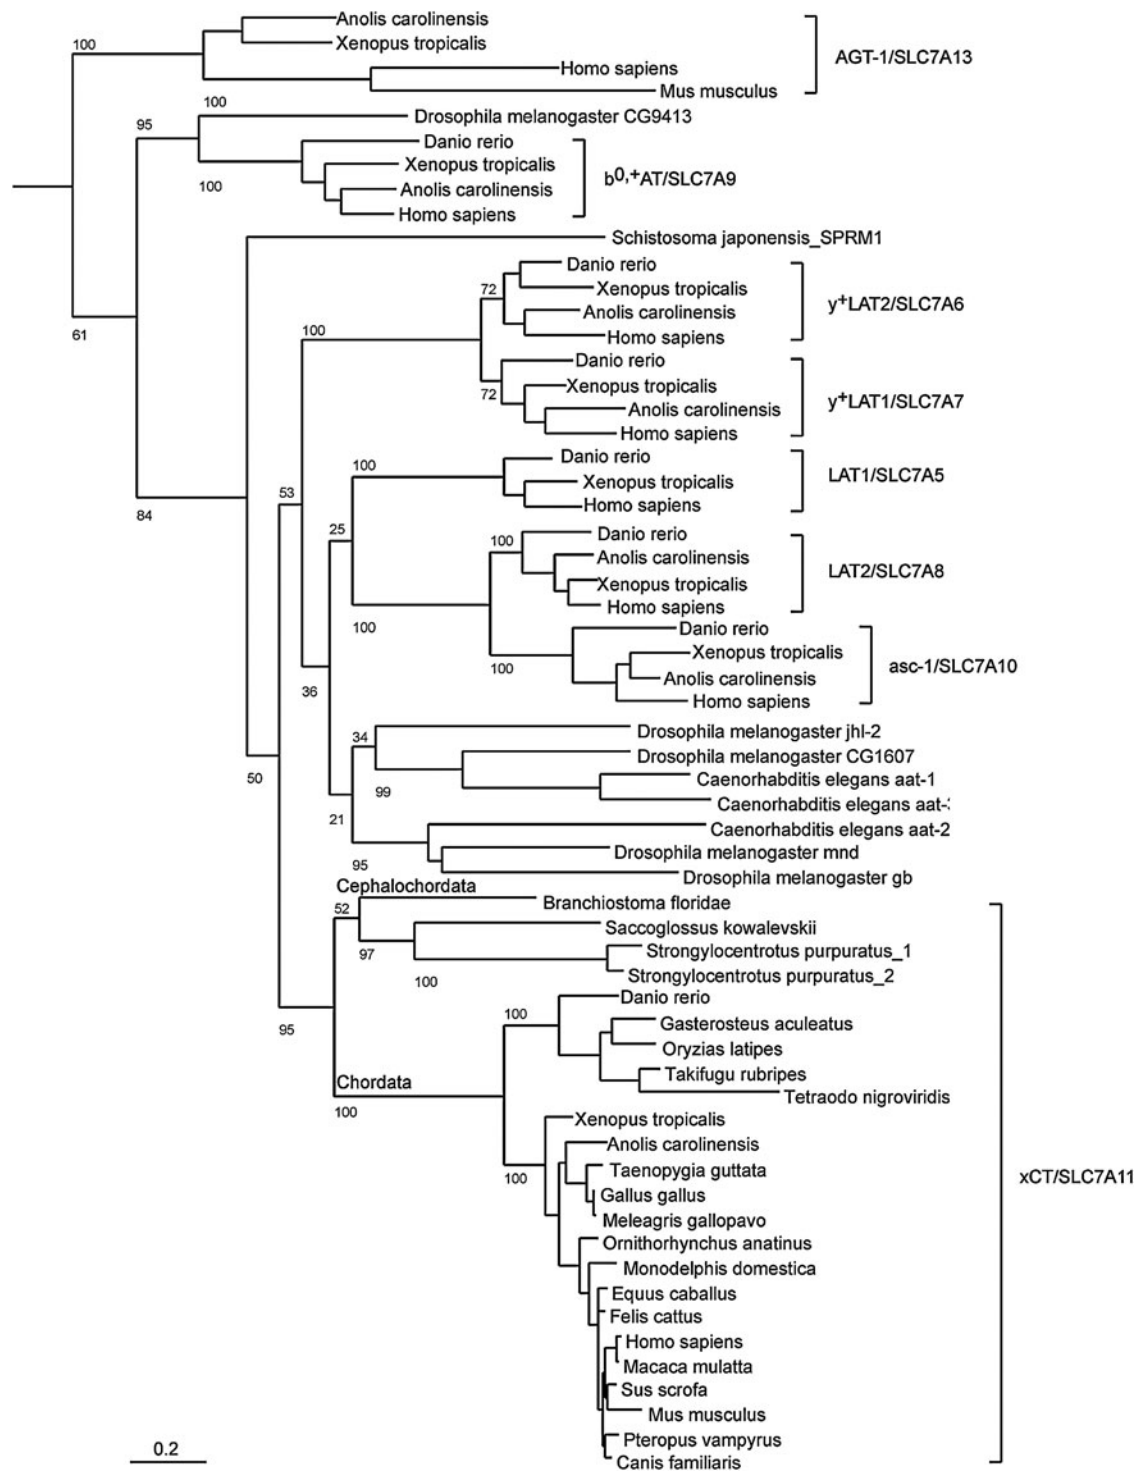 Anolis carolinensis
100
Xenopus tropicalis
AGT-1/SLC7A13
Homo sapiens
Mus musculus
100
Drosophila melanogaster CG9413
95
Danio rerio
Xenopus tropicalis
b0,+AT/SLC7A9
100
Anolis carolinensis
Homo sapiens
Schistosoma japonensis_SPRM1
Danio rerio
72
Xenopus tropicalis
y+LAT2/SLC7A6
Anolis carolinensis
61
100
Homo sapiens
Danio rerio
Xenopus tropicalis
72
y+LAT1/SLC7A7
Anolis carolinensis
Homo sapiens
Danio rerio
100
LAT1/SLC7A5
Xenopus tropicalis
53
Homo sapiens
84
25
Danio rerio
100
Anolis carolinensis
LAT2/SLC7A8
Xenopus tropicalis
Homo sapiens
100
Danio rerio
Xenopus tropicalis
100
asc-1/SLC7A10
Anolis carolinensis
36
Homo sapiens
Drosophila melanogaster jhl-2
34
Drosophila melanogaster CG1607
50
Caenorhabditis elegans aat-1
99
Caenorhabditis elegans aat-
21
Caenorhabditis elegans aat-2
Drosophila melanogaster mnd
95
Drosophila melanogaster gb
Cephalochordata
Branchiostoma floridae
52
Saccoglossus kowalevskii
97
Strongylocentrotus purpuratus_1
100
Strongylocentrotus purpuratus_2
Danio rerio
100
95
Gasterosteus aculeatus
Oryzias latipes
Takifugu rubripes
Chordata
Tetraodo nigroviridis
100
Xenopus tropicalis
Anolis carolinensis
Taenopygia guttata
100
xCT/SLC7A11
Gallus gallus
Meleagris gallopavo
Ornithorhynchus anatinus
Monodelphis domestica
Equus caballus
Felis cattus
Homo sapiens
Macaca mulatta
Sus scrofa
Mus musculus
Pteropus vampyrus
0.2
Canis familiaris